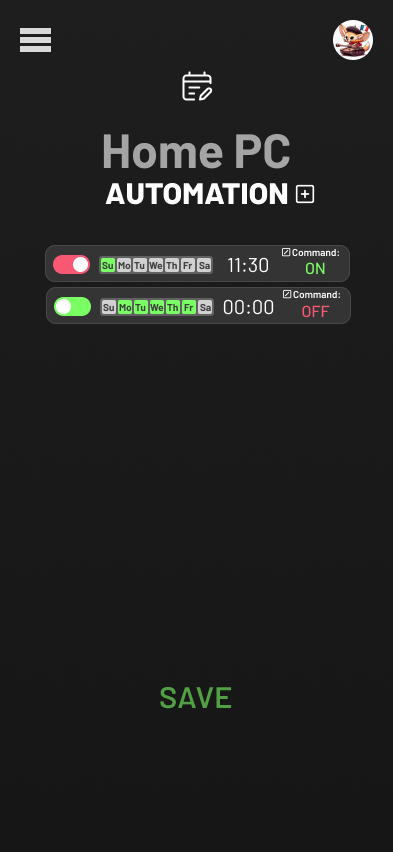 Home PC
AUTOMATION
Su Mo Tu We Th Fr Sa 11:30 Command:
ON
Su Mo Tu We Th Fr Sa 00:00 Command:
OFF
SAVE